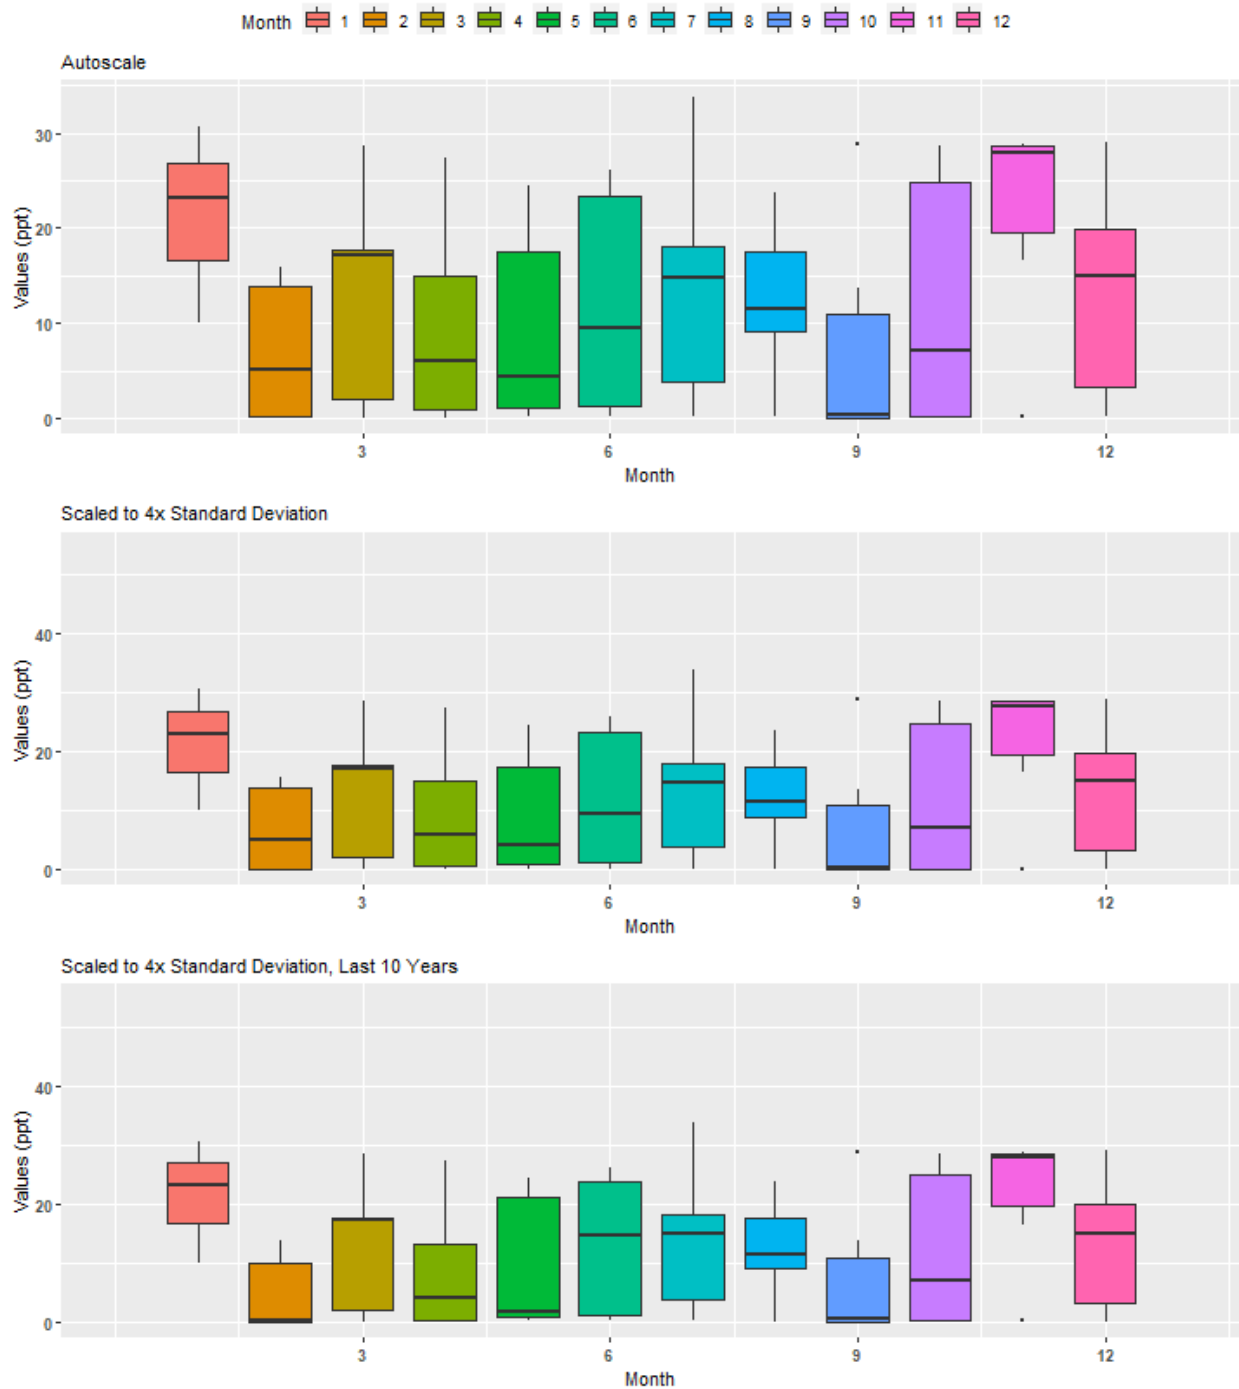 Month 1 2 3 4 5 6 7 8 9 10 11 12
Autoscale
Values (ppt)
30
20
10
0
3 6 9 12
Month
Scaled to 4x Standard Deviation
Values (ppt)
40
20
0
3 6 9 12
Month
Scaled to 4x Standard Deviation, Last 10 Years
Values (ppt)
40
20
0
3 6 9 12
Month